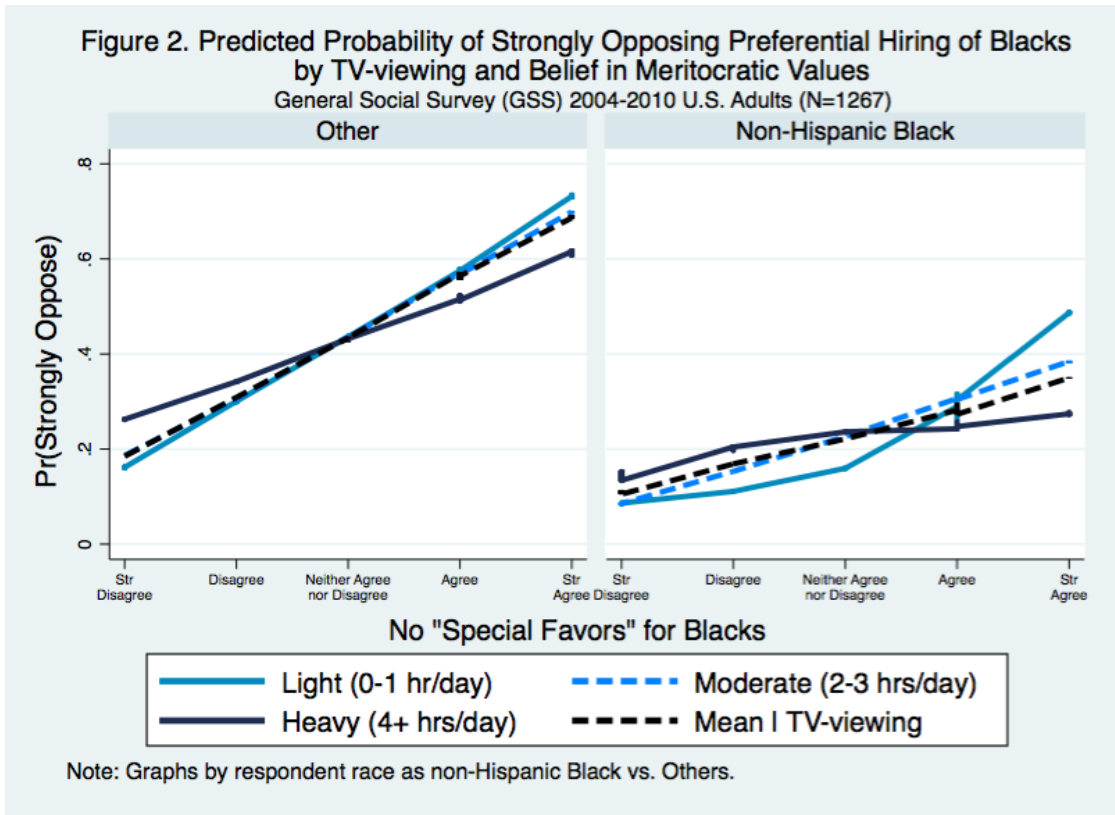 Figure 2. Predicted Probability of Strongly Opposing Preferential Hiring of Blacks
by TV-viewing and Belief in Meritocratic Values
General Social Survey (GSS) 2004-2010 U.S. Adults (N=1267)
Other
Non-Hispanic Black
Pr(Strongly Oppose)
.8
.6
.4
.2
0
Str
Disagree
Disagree
Neither Agree
nor Disagree
Agree
Str
Agree
Str
Disagree
Disagree
Neither Agree
nor Disagree
Agree
Str
Agree
No "Special Favors" for Blacks
Light (0-1 hr/day)
Moderate (2-3 hrs/day)
Heavy (4+ hrs/day)
Mean | TV-viewing
Note: Graphs by respondent race as non-Hispanic Black vs. Others.